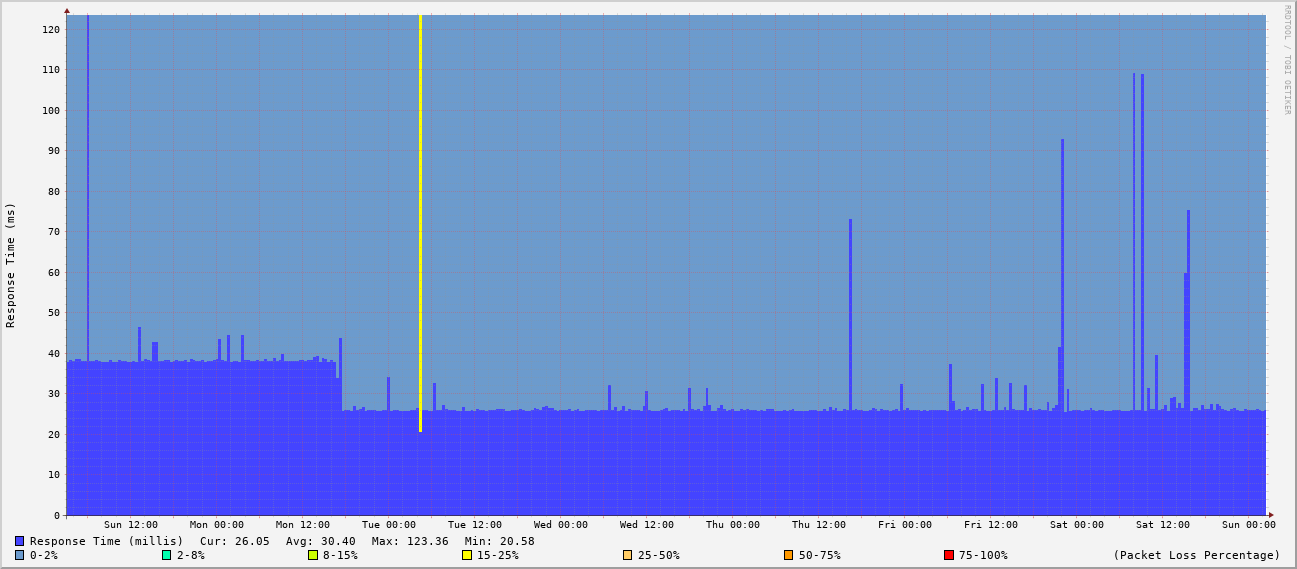 RRDTOOL / TOBI OETIKER
Response Time (ms)
120
110
100
90
80
70
60
50
40
30
20
10
0
Sun 12:00 Mon 00:00 Mon 12:00 Tue 00:00 Tue 12:00 Wed 00:00 Wed 12:00 Thu 00:00 Thu 12:00 Fri 00:00 Fri 12:00 Sat 00:00 Sat 12:00 Sun 00:00
Response Time (millis) Cur: 26.05 Avg: 30.40 Max: 123.36 Min: 20.58
0-2% 2-8% 8-15% 15-25% 25-50% 50-75% 75-100% (Packet Loss Percentage)